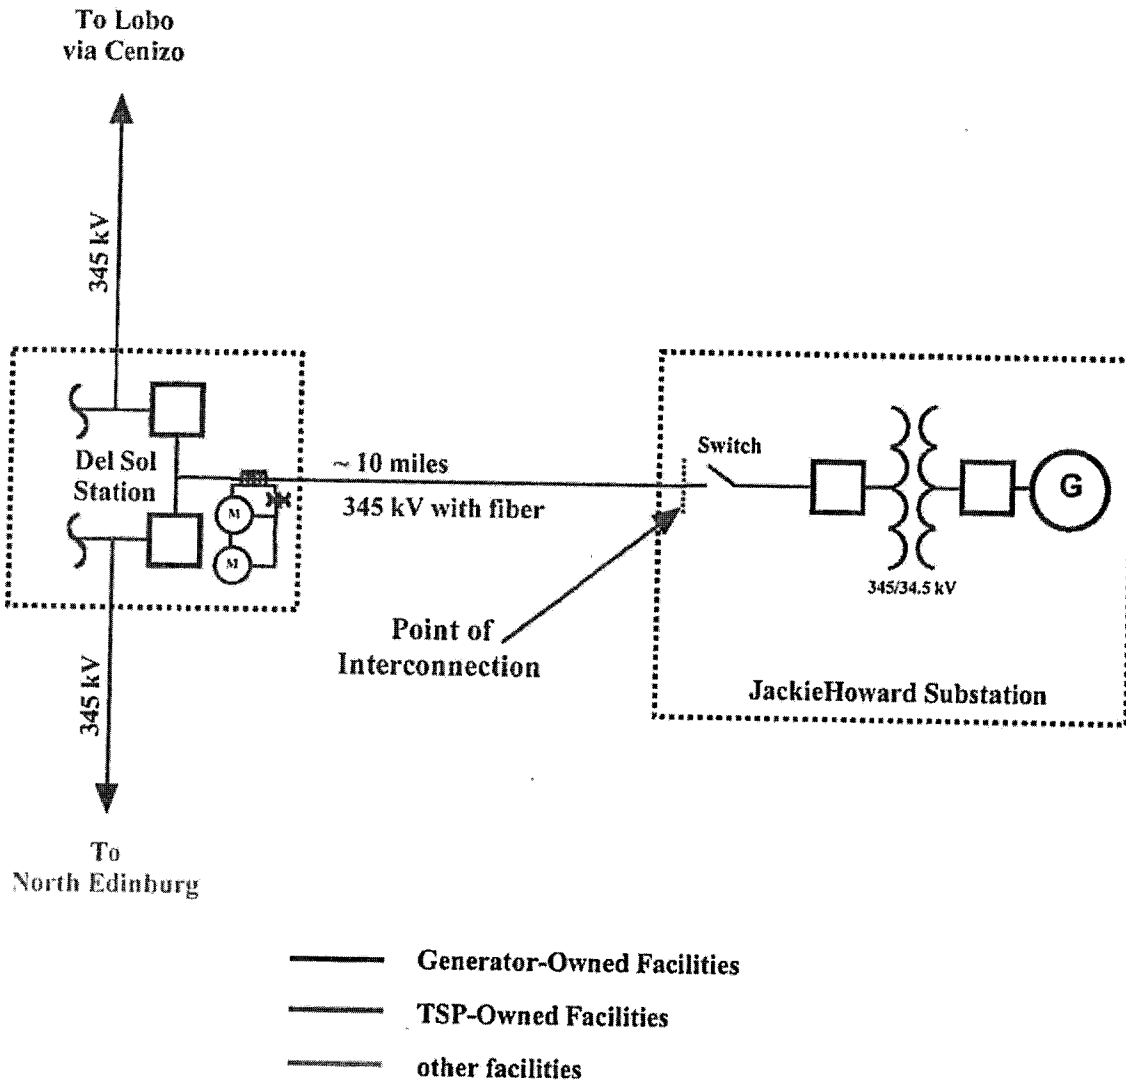 To Lobo
via Cenizo
345 kV
Del Sol
Station
M
M
~ 10 miles
345 kV with fiber
Switch
G
345/34.5 kV
Point of
Interconnection
JackieHoward Substation
345 kV
To
North Edinburg
Generator-Owned Facilities
TSP-Owned Facilities
other facilities